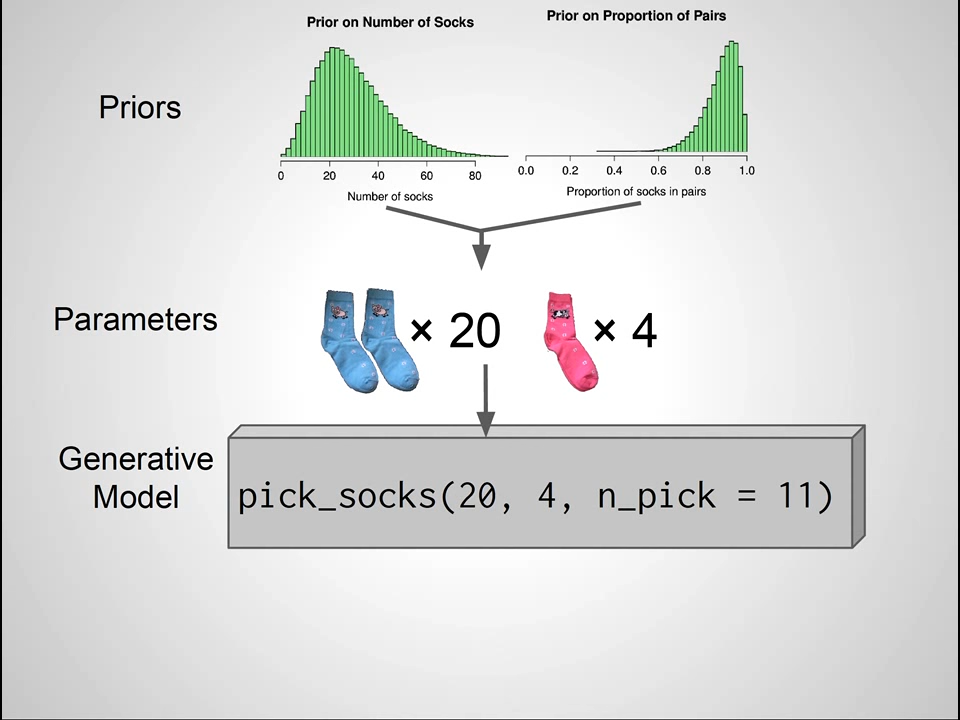 Prior on Number of Socks
Prior on Proportion of Pairs
Priors
0 20 40 60 80
0.0 0.2 0.4 0.6 0.8 1.0
Number of socks
Proportion of socks in pairs
Parameters
× 20
× 4
Generative
Model
pick_socks(20, 4, n_pick = 11)